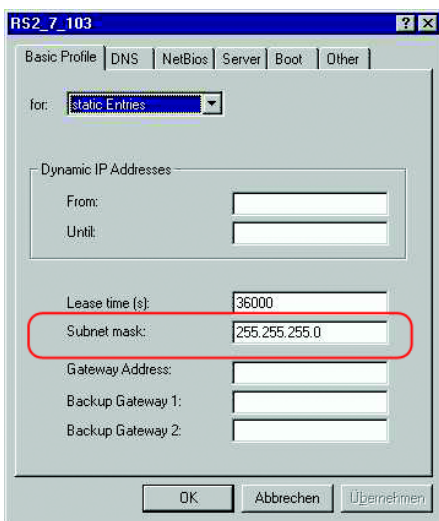 RS2_7_103
Basic Profile DNS NetBios Server Boot Other
for: static Entries
Dynamic IP Addresses
From:
Until:
Lease time (s): 36000
Subnet mask: 255.255.255.0
Gateway Address:
Backup Gateway 1:
Backup Gateway 2:
OK Abbrechen Übernehmen